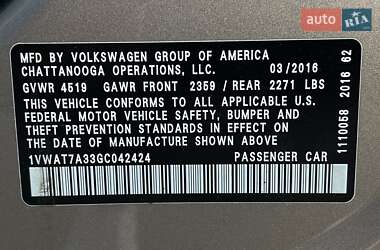 auto RIA
MFD BY VOLKSWAGEN GROUP OF AMERICA
CHATTANOOGA OPERATIONS, LLC. 03/2016
GVWR 4519 GAWR FRONT 2359 / REAR 2271 LBS
THIS VEHICLE CONFORMS TO ALL APPLICABLE U.S.
FEDERAL MOTOR VEHICLE SAFETY, BUMPER AND
THEFT PREVENTION STANDARDS IN EFFECT ON THE
DATE OF MANUFACTURE SHOWN ABOVE
1VWAT7A33GC042424 PASSENGER CAR
1110058 2016 62